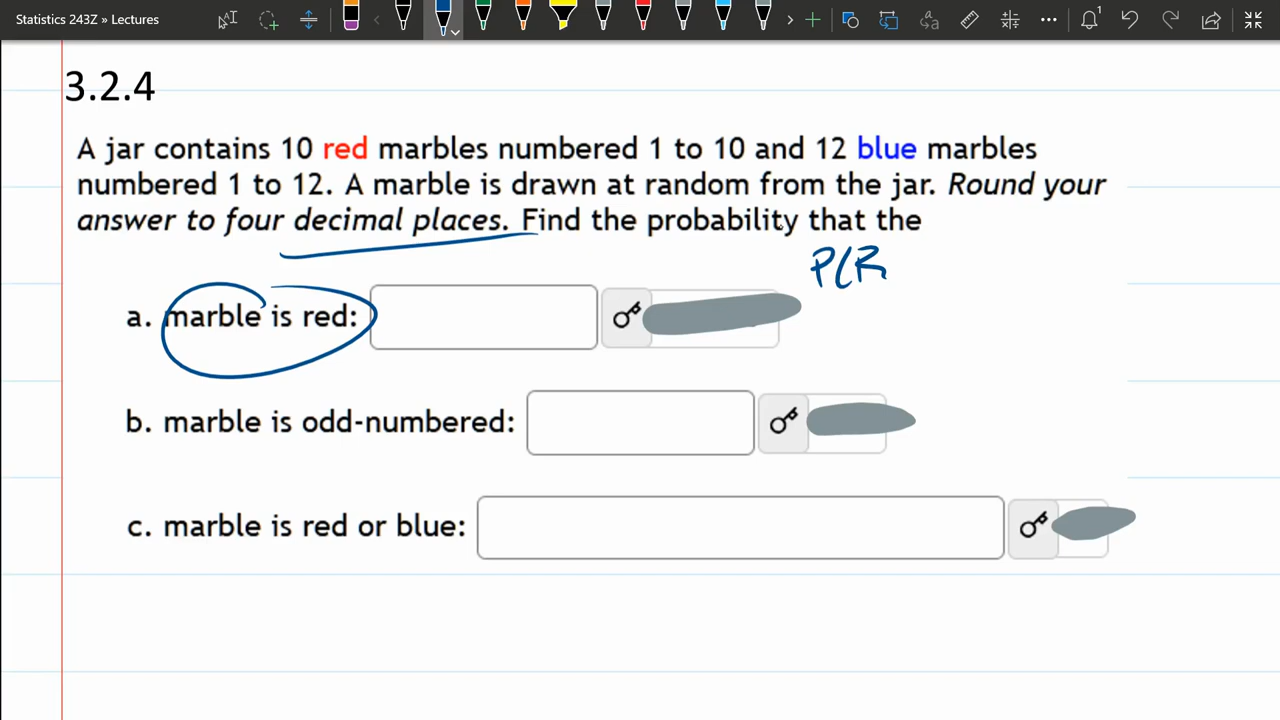 Statistics 243Z » Lectures
1
3.2.4
A jar contains 10 red marbles numbered 1 to 10 and 12 blue marbles
numbered 1 to 12. A marble is drawn at random from the jar. Round your
answer to four decimal places. Find the probability that the
P(R
a. marble is red:
b. marble is odd-numbered:
c. marble is red or blue: